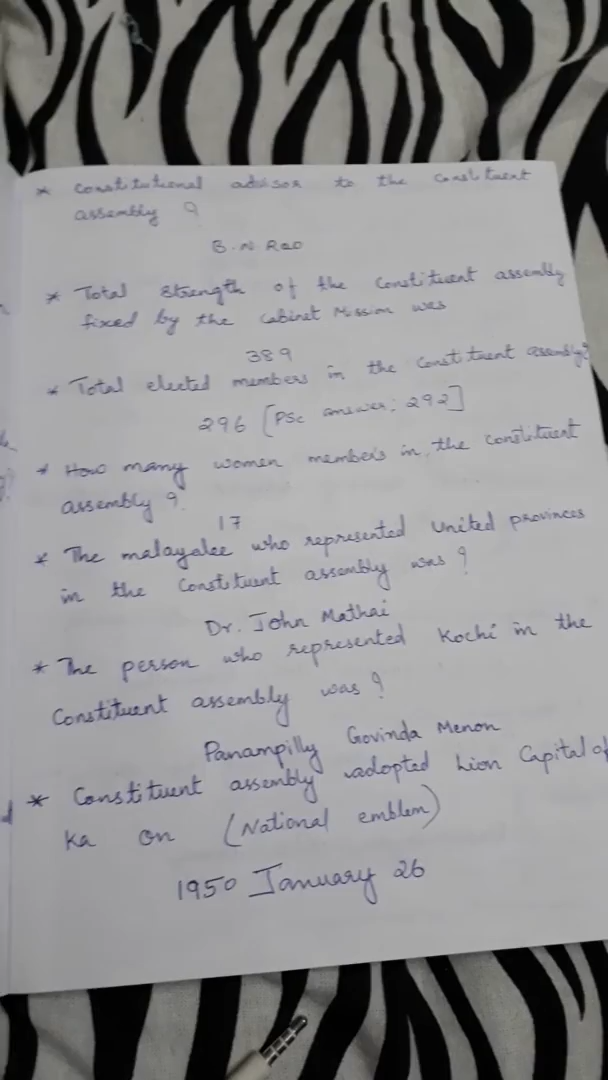 * Constitutional advisor to the Constituent
assembly ?
B.N Rao
* Total Strength of the Constituent assembly
fixed by the Cabinet Mission was
389
* Total elected members in the Constituent assembly?
296 [PSC answer; 292]
* How many women members in the constituent
assembly ?
17
* The malayalee who represented United provinces
in the Constituent assembly was ?
Dr. John Mathai
* The person who represented Kochi in the
Constituent assembly was ?
Panampilly Govinda Menon
* Constituent assembly adopted Lion Capital of
ka on (National emblem)
1950 January 26